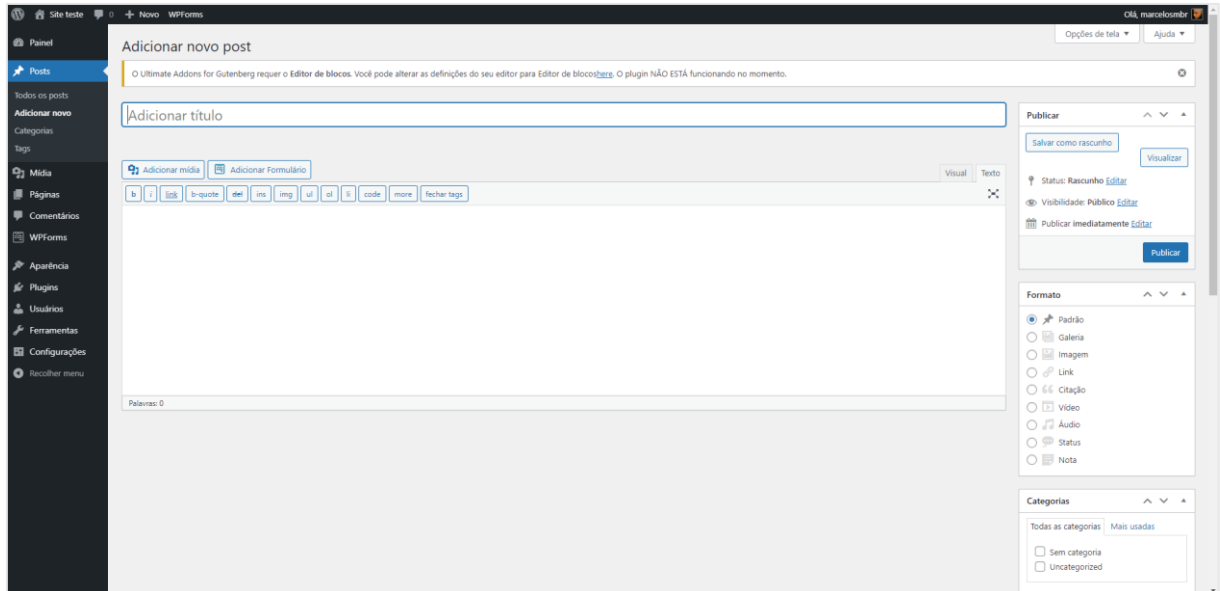 Site teste
0
Novo
WPForms
Olá, marcelosmbr
Painel
Posts
Todos os posts
Adicionar novo
Categorias
Tags
Mídia
Páginas
Comentários
WPForms
Aparência
Plugins
Usuários
Ferramentas
Configurações
Recolher menu
Opções de tela
Ajuda
Adicionar novo post
O Ultimate Addons for Gutenberg requer o Editor de blocos. Você pode alterar as definições do seu editor para Editor de blocoshere. O plugin NÃO ESTÁ funcionando no momento.
Adicionar título
Adicionar mídia
Adicionar Formulário
Visual
Texto
b i link b-quote del ins img ul ol li code more fechar tags
Palavras: 0
Publicar
Salvar como rascunho
Visualizar
Status: Rascunho Editar
Visibilidade: Público Editar
Publicar imediatamente Editar
Publicar
Formato
Padrão
Galeria
Imagem
Link
Citação
Vídeo
Áudio
Status
Nota
Categorias
Todas as categorias
Mais usadas
Sem categoria
Uncategorized